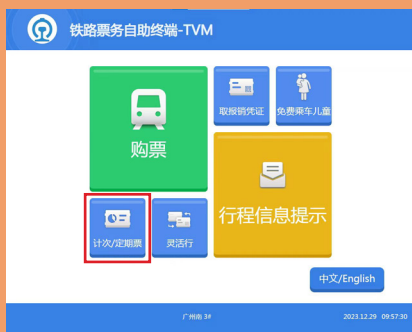 铁路票务自助终端-TVM
购票
取报销凭证
免费乘车儿童
计次/定期票
灵活行
行程信息提示
中文/English
广州南 3#
2023.12.29 09:57:30